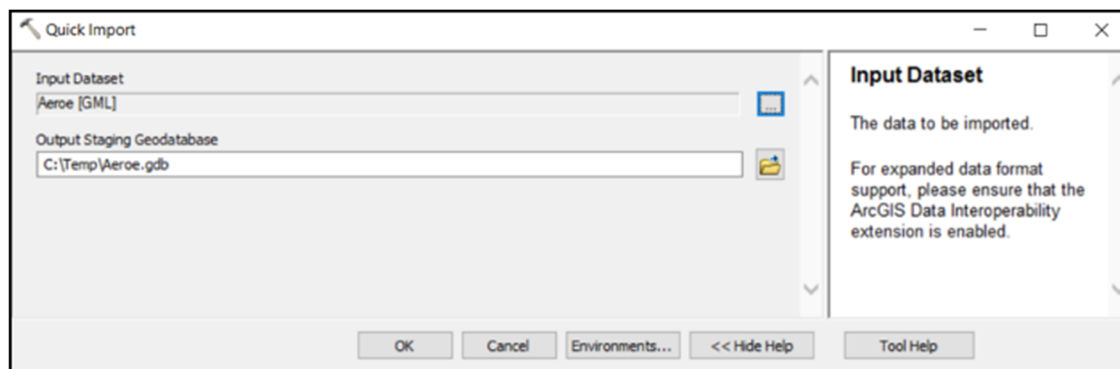 Quick Import
Input Dataset
Aeroe [GML]
...
Output Staging Geodatabase
C:\Temp\Aeroe.gdb
Input Dataset
The data to be imported.
For expanded data format
support, please ensure that the
ArcGIS Data Interoperability
extension is enabled.
OK
Cancel
Environments...
<< Hide Help
Tool Help